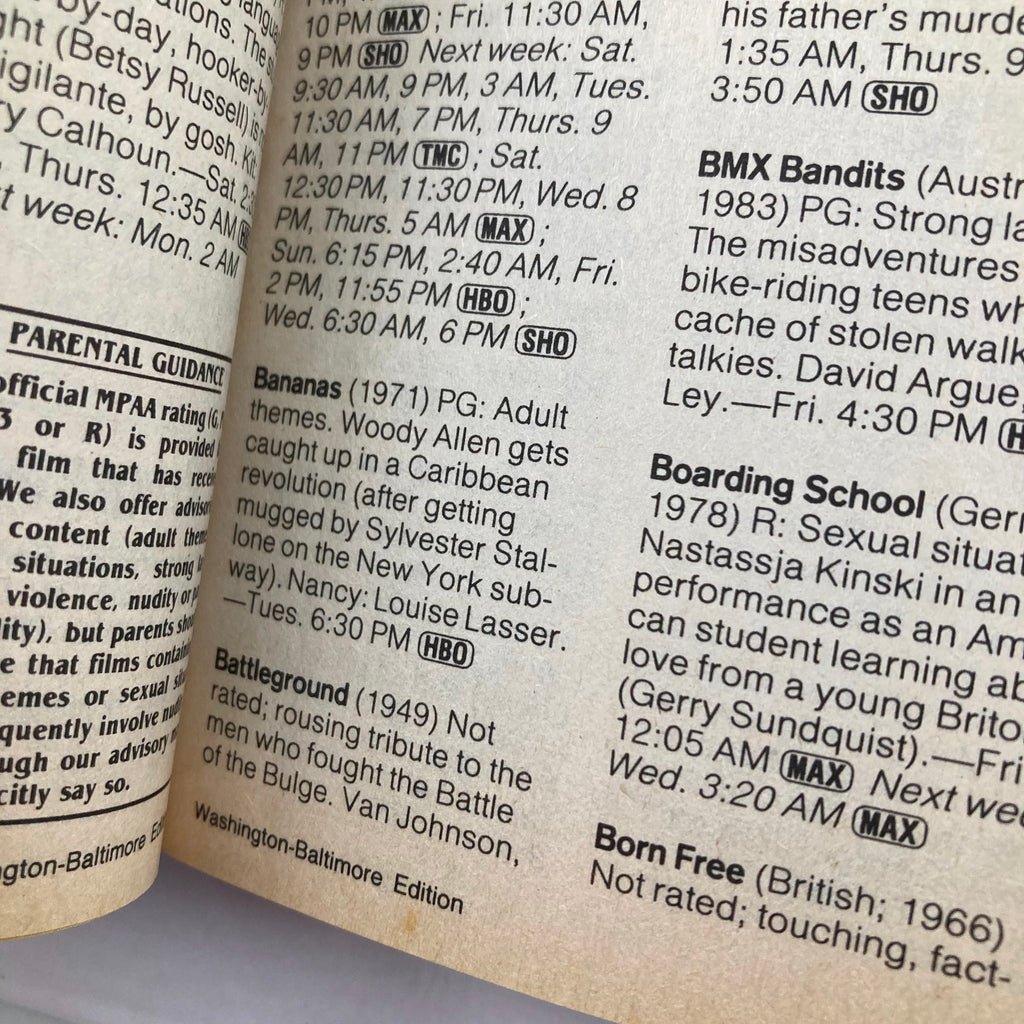 by-day, hooker-by
ght (Betsy Russell) is
igilante, by gosh. Kit
ry Calhoun.—Sat. 2:
, Thurs. 12:35 AM
t week: Mon. 2 AM
PARENTAL GUIDANCE
official MPAA rating (G,
3 or R) is provided
film that has rece
We also offer advisor
content (adult them
situations, strong
violence, nudity or
lity), but parents shou
e that films contain
emes or sexual si
quently involve nud
ugh our advisory
citly say so.
ngton-Baltimore Edi
10 PM MAX; Fri. 11:30 AM,
9 PM SHO Next week: Sat.
9:30 AM, 9 PM, 3 AM, Tues.
11:30 AM, 7 PM, Thurs. 9
AM, 11 PM TMC; Sat.
12:30 PM, 11:30 PM, Wed. 8
PM, Thurs. 5 AM MAX;
Sun. 6:15 PM, 2:40 AM, Fri.
2 PM, 11:55 PM HBO;
Wed. 6:30 AM, 6 PM SHO
Bananas (1971) PG: Adult
themes. Woody Allen gets
caught up in a Caribbean
revolution (after getting
mugged by Sylvester Stal-
lone on the New York sub-
way). Nancy: Louise Lasser.
—Tues. 6:30 PM HBO
Battleground (1949) Not
rated; rousing tribute to the
men who fought the Battle
of the Bulge. Van Johnson,
Washington-Baltimore Edition
his father's murde
1:35 AM, Thurs. 9
3:50 AM SHO
BMX Bandits (Austr
1983) PG: Strong la
The misadventures
bike-riding teens wh
cache of stolen walk
talkies. David Argue,
Ley.—Fri. 4:30 PM H
Boarding School (Ger
1978) R: Sexual situat
Nastassja Kinski in an
performance as an Am
can student learning ab
love from a young Brito
(Gerry Sundquist).—Fri
12:05 AM MAX Next wee
Wed. 3:20 AM MAX
Born Free (British; 1966)
Not rated; touching, fact-